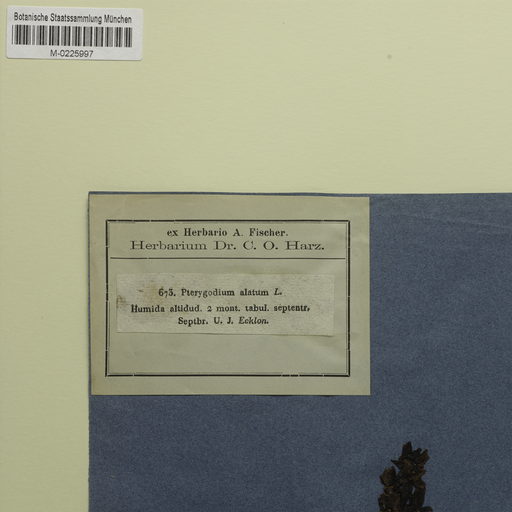 Botanische Staatssammlung München
M-0225997
ex Herbario A. Fischer.
Herbarium Dr. C. O. Harz.
673. Pterygodium alatum L.
Humida altidud. 2 mont. tabul. septentr.
Septbr. U. J. Ecklon.